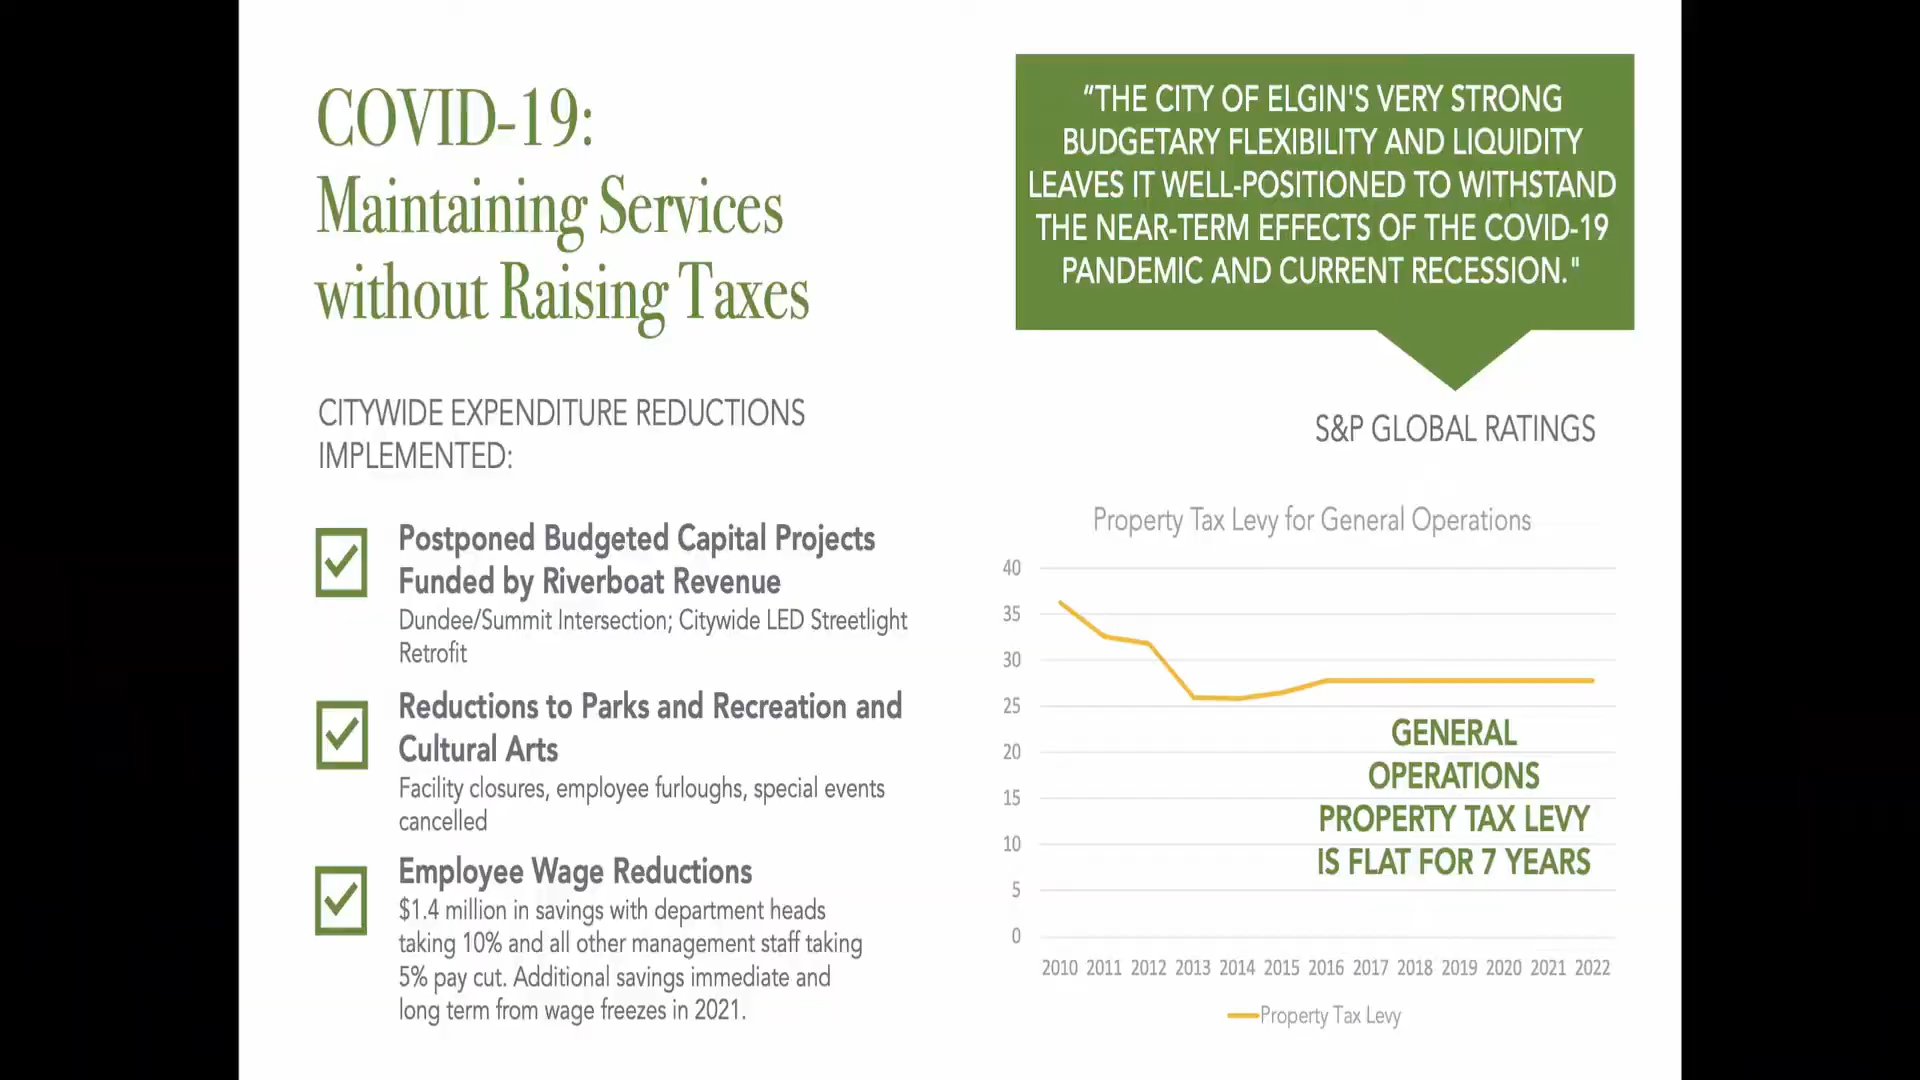 COVID-19:
Maintaining Services
without Raising Taxes
CITYWIDE EXPENDITURE REDUCTIONS
IMPLEMENTED:
Postponed Budgeted Capital Projects
Funded by Riverboat Revenue
Dundee/Summit Intersection; Citywide LED Streetlight
Retrofit
Reductions to Parks and Recreation and
Cultural Arts
Facility closures, employee furloughs, special events
cancelled
Employee Wage Reductions
$1.4 million in savings with department heads
taking 10% and all other management staff taking
5% pay cut. Additional savings immediate and
long term from wage freezes in 2021.
“THE CITY OF ELGIN'S VERY STRONG
BUDGETARY FLEXIBILITY AND LIQUIDITY
LEAVES IT WELL-POSITIONED TO WITHSTAND
THE NEAR-TERM EFFECTS OF THE COVID-19
PANDEMIC AND CURRENT RECESSION."
S&P GLOBAL RATINGS
Property Tax Levy for General Operations
40
35
30
25
20
15
10
5
0
GENERAL
OPERATIONS
PROPERTY TAX LEVY
IS FLAT FOR 7 YEARS
2010 2011 2012 2013 2014 2015 2016 2017 2018 2019 2020 2021 2022
Property Tax Levy